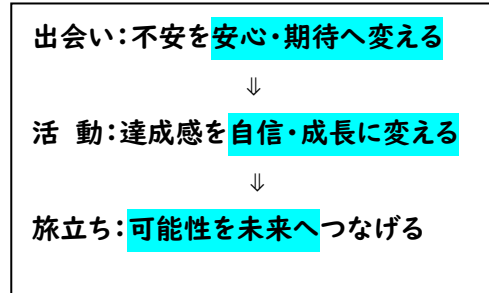 出会い：不安を安心・期待へ変える
⇓
活　動：達成感を自信・成長に変える
⇓
旅立ち：可能性を未来へつなげる